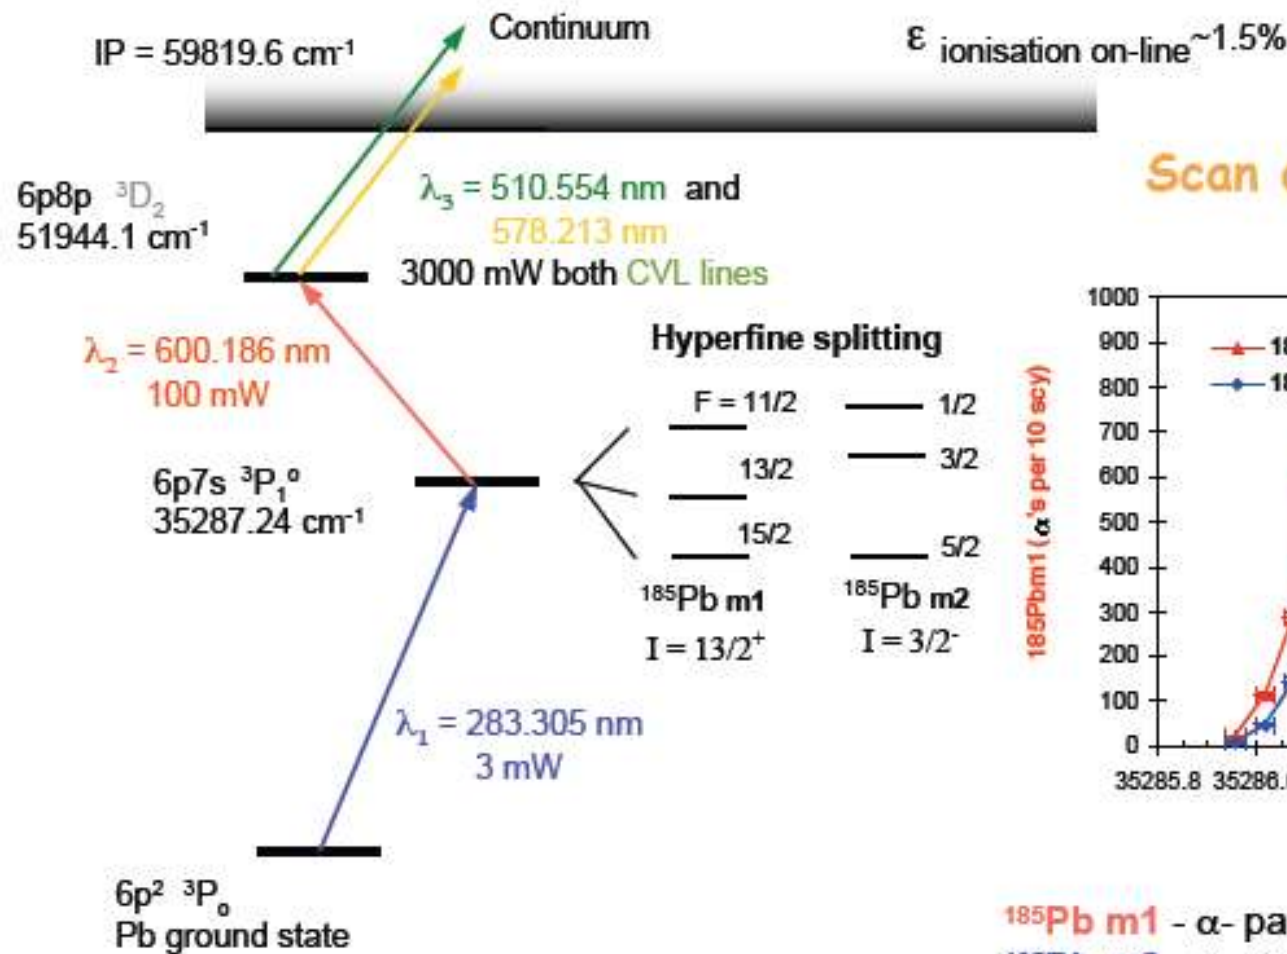 IP = 59819.6 cm⁻¹
Continuum
ε ionisation on-line~1.5%
Scan
6p8p ³D₂
51944.1 cm⁻¹
λ₃ = 510.554 nm and
578.213 nm
3000 mW both CVL lines
λ₂ = 600.186 nm
100 mW
6p7s ³P₁º
35287.24 cm⁻¹
Hyperfine splitting
F = 11/2
13/2
15/2
¹⁸⁵Pb m1
I = 13/2⁺
1/2
3/2
5/2
¹⁸⁵Pb m2
I = 3/2⁻
λ₁ = 283.305 nm
3 mW
6p² ³P₀
Pb ground state
185Pbm1 (α's per 10 scy)
1000
900
800
700
600
500
400
300
200
100
0
35285.8 35286.
¹⁸⁵Pb m1 - α- pa